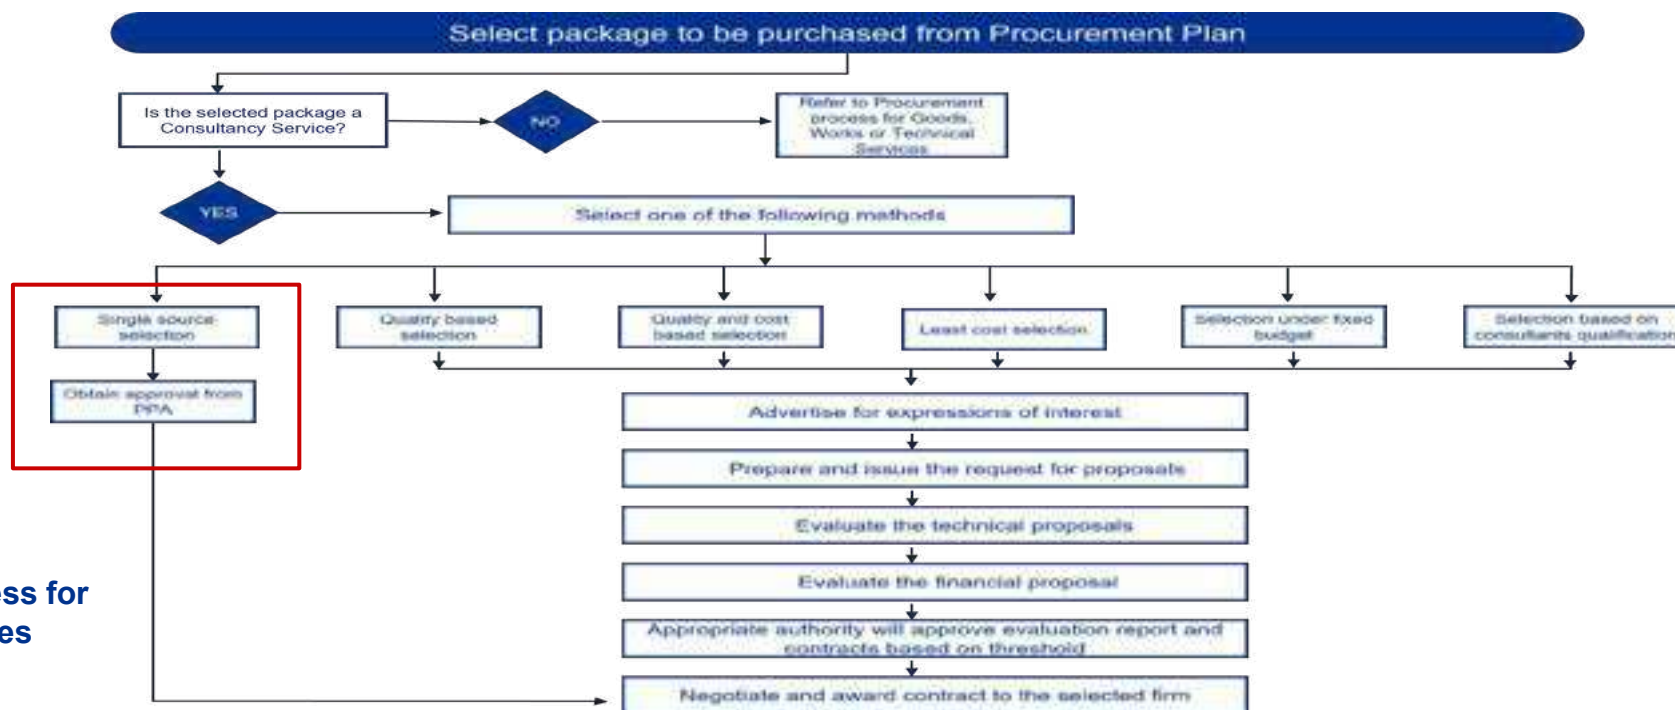 Select package to be purchased from Procurement Plan
Is the selected package a
Consultancy Service?
NO
Refer to Procurement
process for Goods,
Works or Technical
Services
YES
Select one of the following methods
Single source
selection
Quality based
selection
Quality and cost
based selection
Least cost selection
Selection under fixed
budget
Selection based on
consultants qualification
Obtain approval from
PPA
Advertise for expressions of interest
Prepare and issue the request for proposals
Evaluate the technical proposals
Evaluate the financial proposal
Appropriate authority will approve evaluation report and
contracts based on threshold
Negotiate and award contract to the selected firm
ess for
es